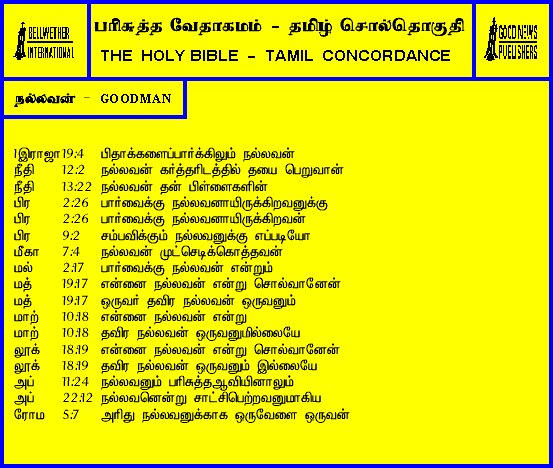 BELLWETHER
INTERNATIONAL
பரிசுத்த வேதாகமம் - தமிழ் சொல்தொகுதி
THE HOLY BIBLE - TAMIL CONCORDANCE
GOOD NEWS
PUBLISHERS
நல்லவன் - GOODMAN
1இராஜா 19:4 பிதாக்களைப்பார்க்கிலும் நல்லவன்
நீதி 12:2 நல்லவன் கர்த்தரிடத்தில் தயை பெறுவான்
நீதி 13:22 நல்லவன் தன் பிள்ளைகளின்
பிர 2:26 பார்வைக்கு நல்லவனாயிருக்கிறவனுக்கு
பிர 2:26 பார்வைக்கு நல்லவனாயிருக்கிறவன்
பிர 9:2 சம்பவிக்கும் நல்லவனுக்கு எப்படியோ
மீகா 7:4 நல்லவன் முட்செடிக்கொத்தவன்
மல் 2:17 பார்வைக்கு நல்லவன் என்றும்
மத் 19:17 என்னை நல்லவன் என்று சொல்வானேன்
மத் 19:17 ஒருவர் தவிர நல்லவன் ஒருவனும்
மாற் 10:18 என்னை நல்லவன் என்று
மாற் 10:18 தவிர நல்லவன் ஒருவனுமில்லையே
லூக் 18:19 என்னை நல்லவன் என்று சொல்வானேன்
லூக் 18:19 தவிர நல்லவன் ஒருவனும் இல்லையே
அப் 11:24 நல்லவனும் பரிசுத்தஆவியினாலும்
அப் 22:12 நல்லவனென்று சாட்சிபெற்றவனுமாகிய
ரோம 5:7 அரிது நல்லவனுக்காக ஒருவேளை ஒருவன்